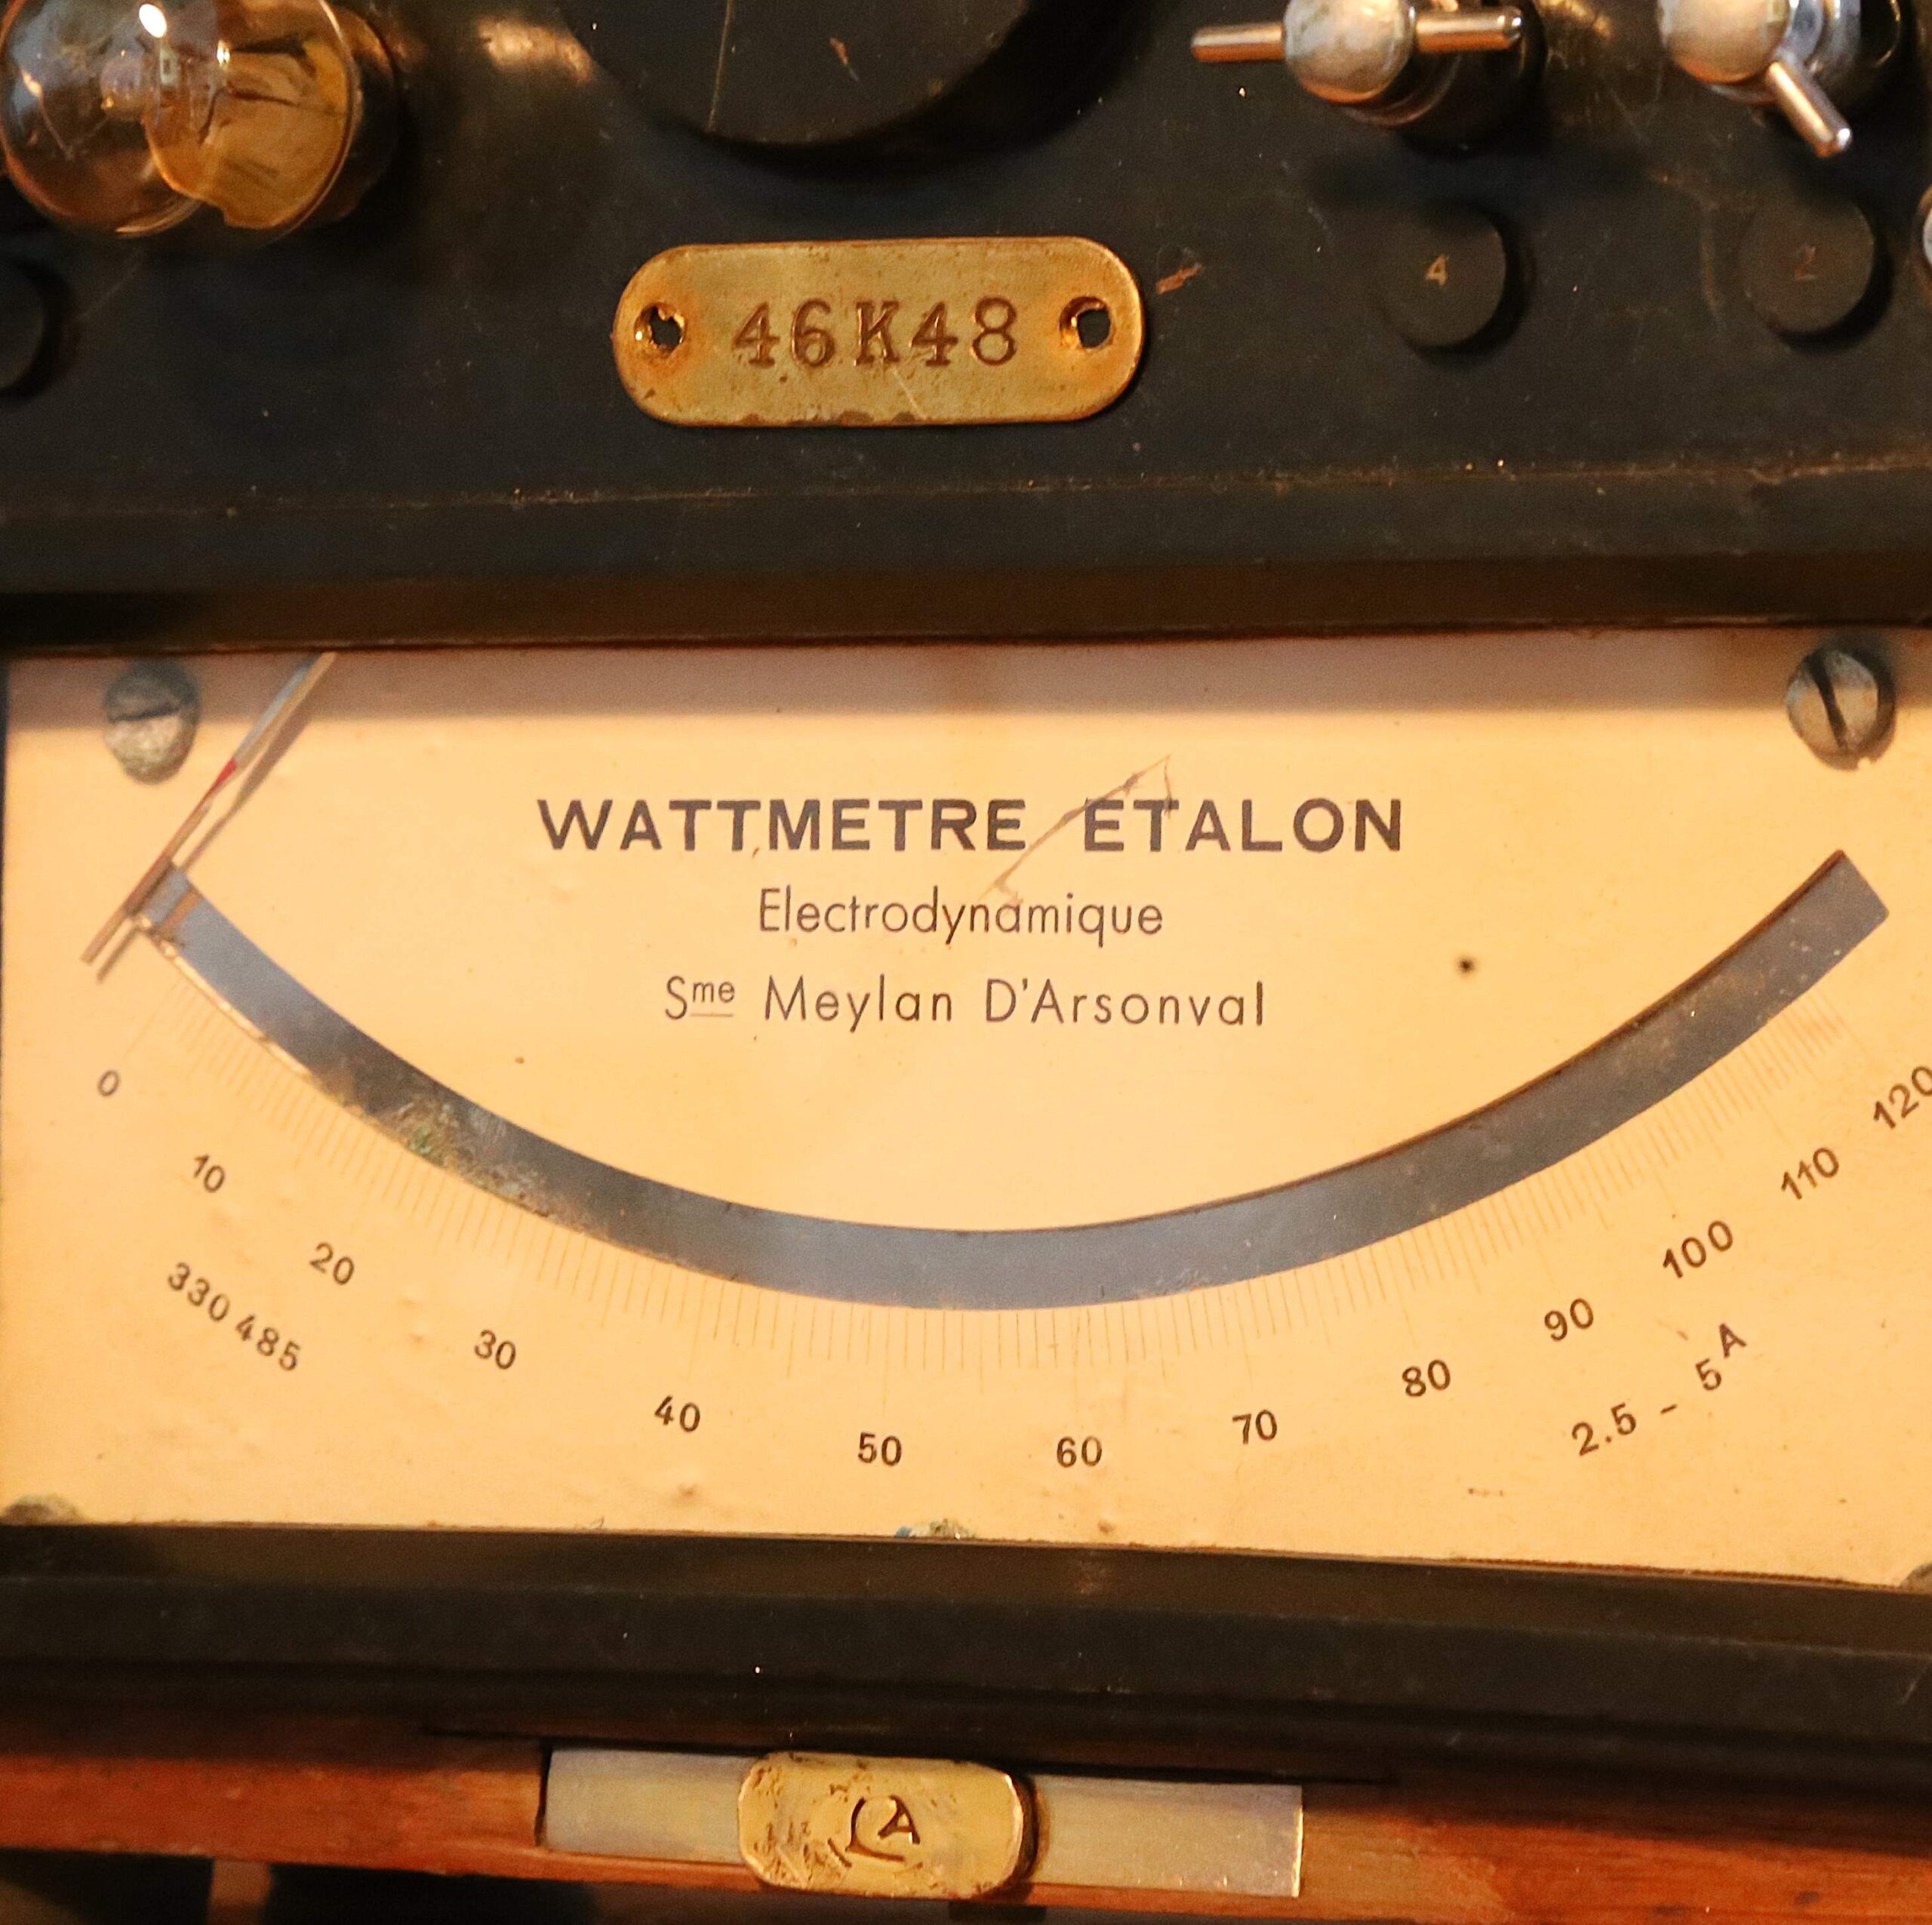 4 2
46K48
WATTMETRE ETALON
Electrodynamique
Sme Meylan D'Arsonval
0 10 20 30 40 50 60 70 80 90 100 110 120
330485
2.5 - 5A